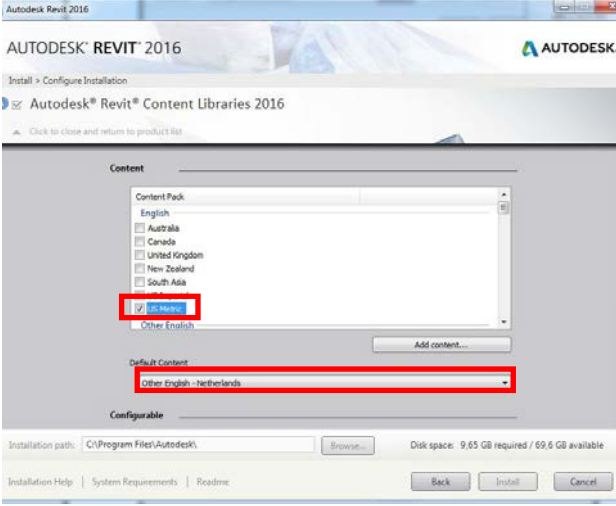 Autodesk Revit 2016
AUTODESK® REVIT® 2016
AUTODESK.
Install > Configure Installation
Autodesk® Revit® Content Libraries 2016
Click to close and return to product list
Content
Content Pack
English
Australia
Canada
United Kingdom
New Zealand
South Asia
US Metric
Other English
Add content...
Default Content
Other English - Netherlands
Configurable
Installation path: C:\Program Files\Autodesk\ Browse... Disk space: 9,65 GB required / 69,6 GB available
Installation Help | System Requirements | Readme Back Install Cancel